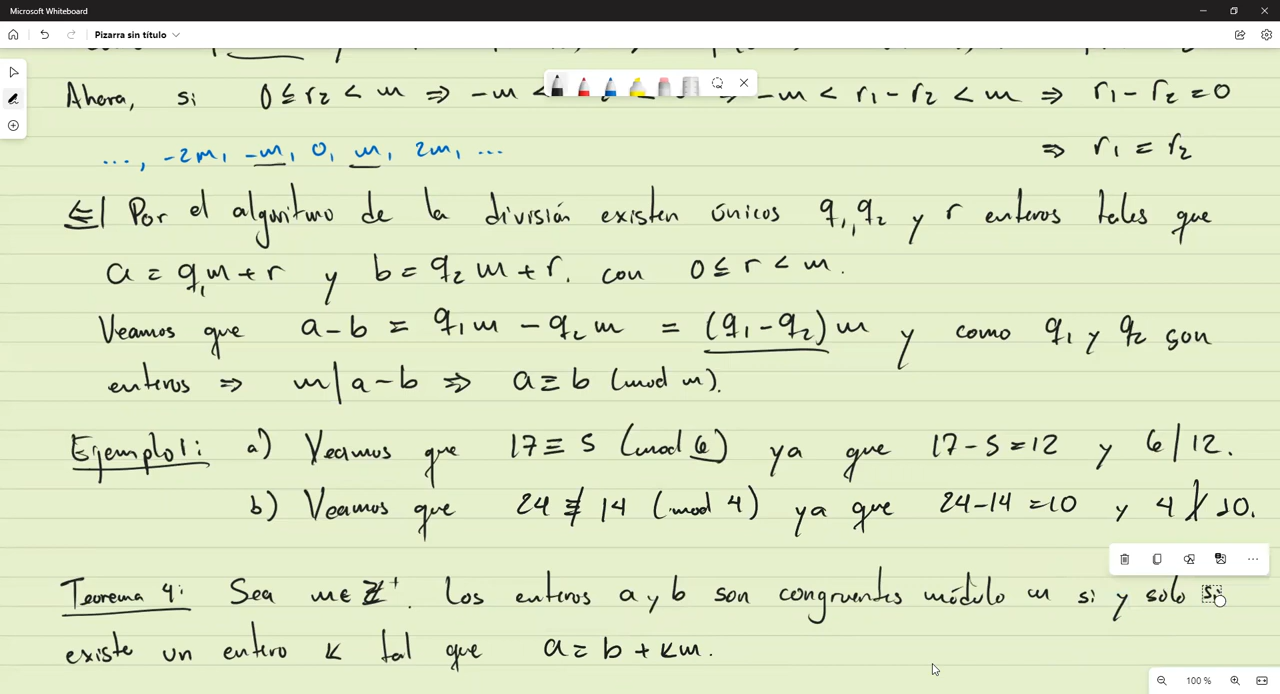 Microsoft Whiteboard
Pizarra sin título
Ahora, si 0 ≤ r₂ < m ⇒ -m < ⇒ -m < r₁ - r₂ < m ⇒ r₁ - r₂ = 0
..., -2m, -m, 0, m, 2m, ... ⇒ r₁ = r₂
⇐| Por el algoritmo de la división existen únicos q₁, q₂ y r enteros tales que
a = q₁m + r y b = q₂m + r. con 0 ≤ r < m.
Veamos que a-b = q₁m - q₂m = (q₁-q₂)m y como q₁ y q₂ son
enteros ⇒ m | a-b ⇒ a ≡ b (mod m).
Ejemplo1: a) Veamos que 17 ≡ 5 (mod 6) ya que 17-5=12 y 6|12.
b) Veamos que 24 ≢ 14 (mod 4) ya que 24-14=10 y 4∤10.
Teorema 4: Sea m ∈ ℤ⁺. Los enteros a y b son congruentes módulo m si y solo si
existe un entero k tal que a = b + km.
100 %